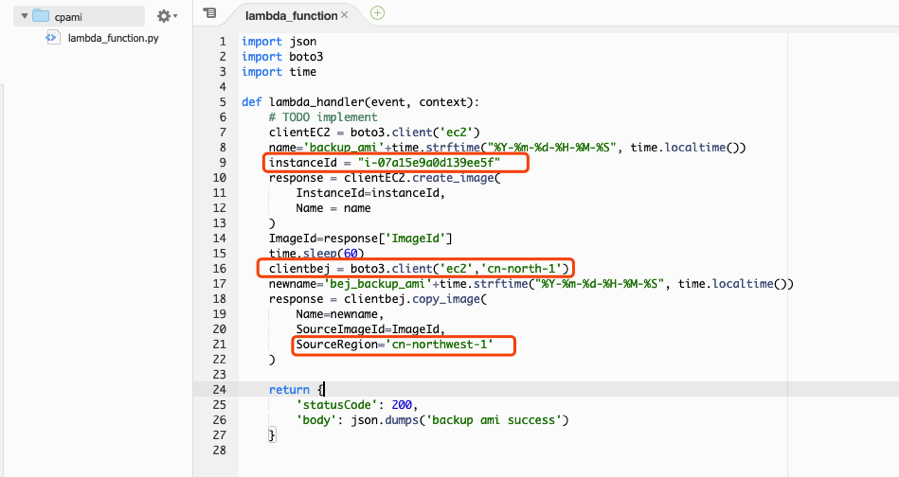 cpami
lambda_function.py
lambda_function
1 import json
2 import boto3
3 import time
4
5 def lambda_handler(event, context):
6     # TODO implement
7     clientEC2 = boto3.client('ec2')
8     name='backup_ami'+time.strftime("%Y-%m-%d-%H-%M-%S", time.localtime())
9     instanceId = "i-07a15e9a0d139ee5f"
10     response = clientEC2.create_image(
11         InstanceId=instanceId,
12         Name = name
13     )
14     ImageId=response['ImageId']
15     time.sleep(60)
16     clientbej = boto3.client('ec2','cn-north-1')
17     newname='bej_backup_ami'+time.strftime("%Y-%m-%d-%H-%M-%S", time.localtime())
18     response = clientbej.copy_image(
19         Name=newname,
20         SourceImageId=ImageId,
21         SourceRegion='cn-northwest-1'
22     )
23
24     return {
25         'statusCode': 200,
26         'body': json.dumps('backup ami success')
27     }
28